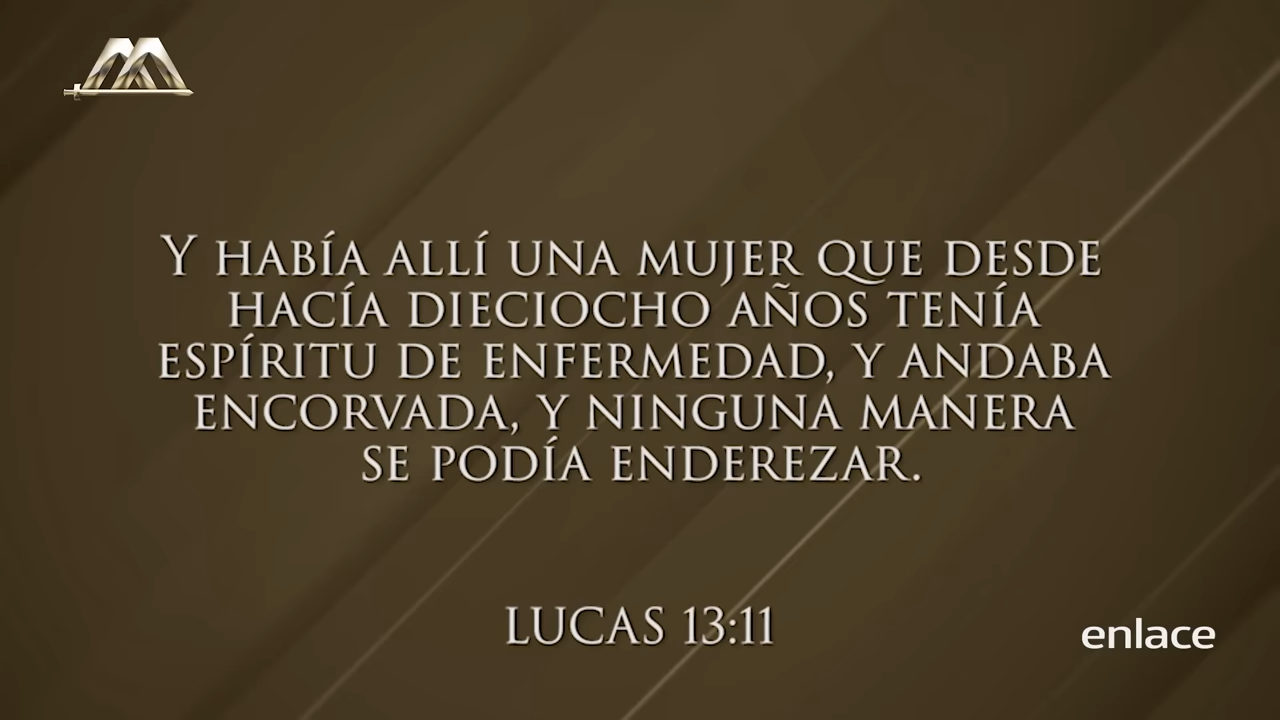 Y HABÍA ALLÍ UNA MUJER QUE DESDE
HACÍA DIECIOCHO AÑOS TENÍA
ESPÍRITU DE ENFERMEDAD, Y ANDABA
ENCORVADA, Y NINGUNA MANERA
SE PODÍA ENDEREZAR.
LUCAS 13:11
enlace